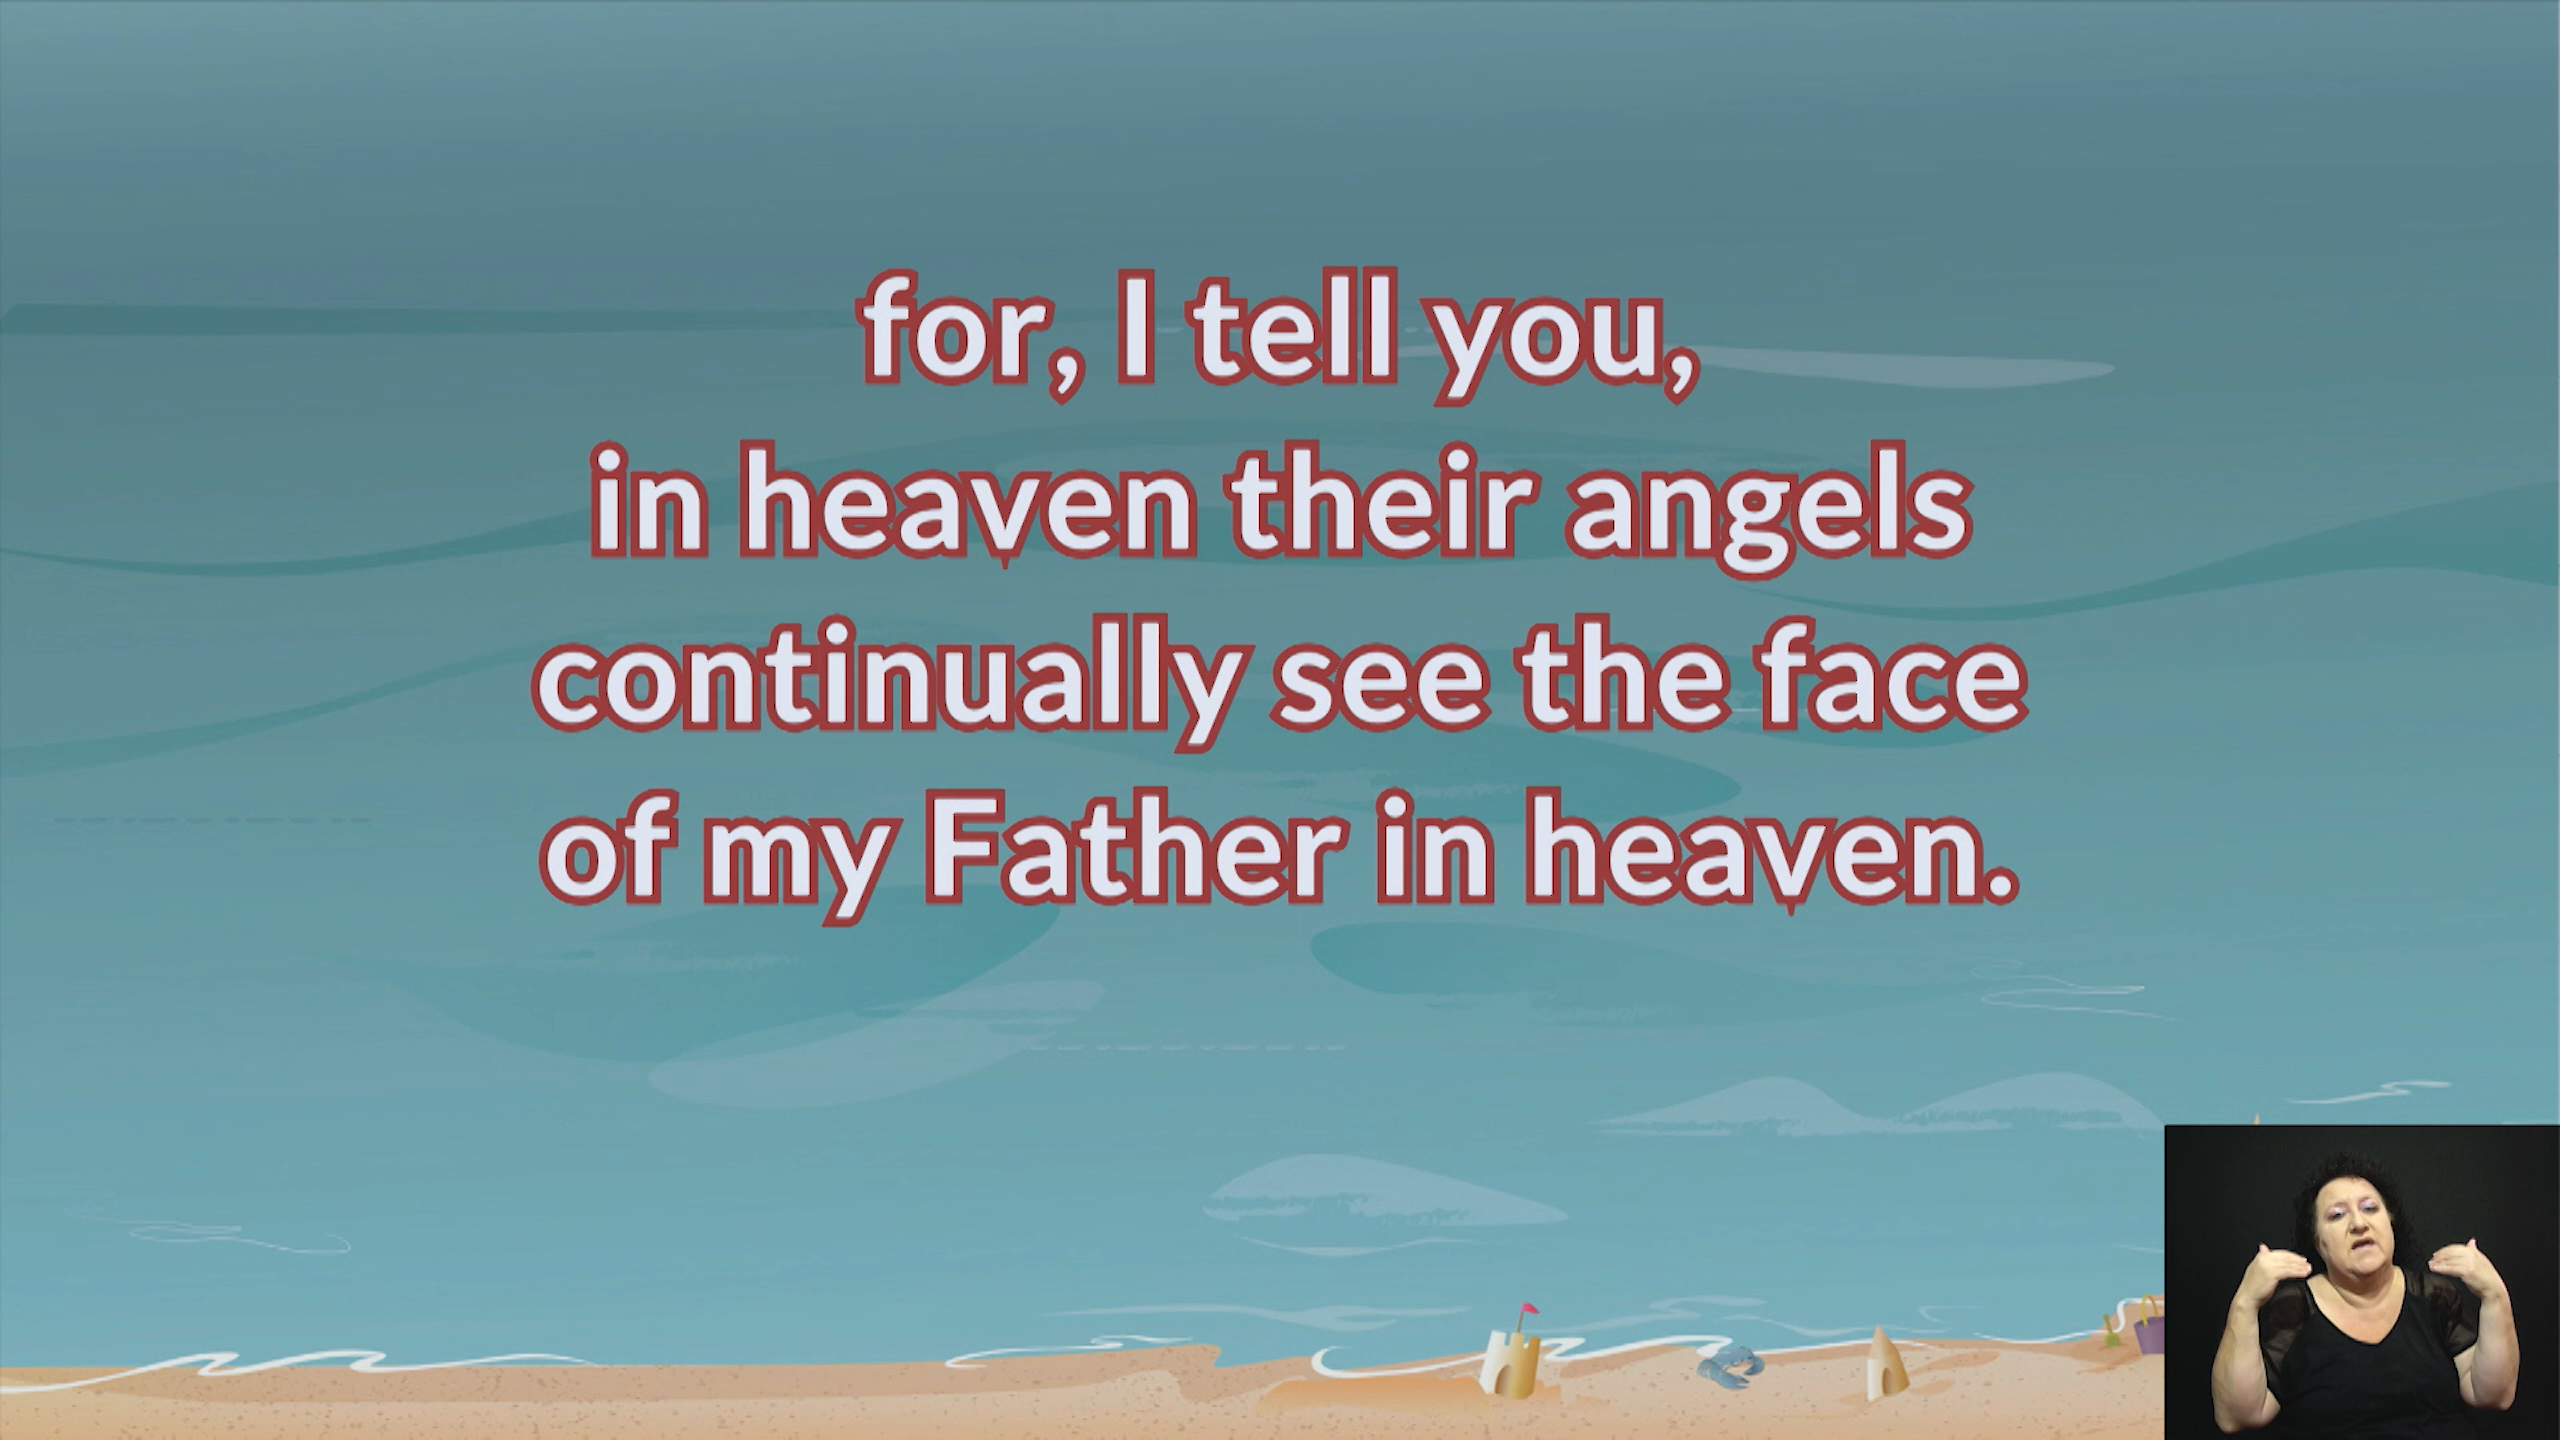 for, I tell you,
in heaven their angels
continually see the face
of my Father in heaven.